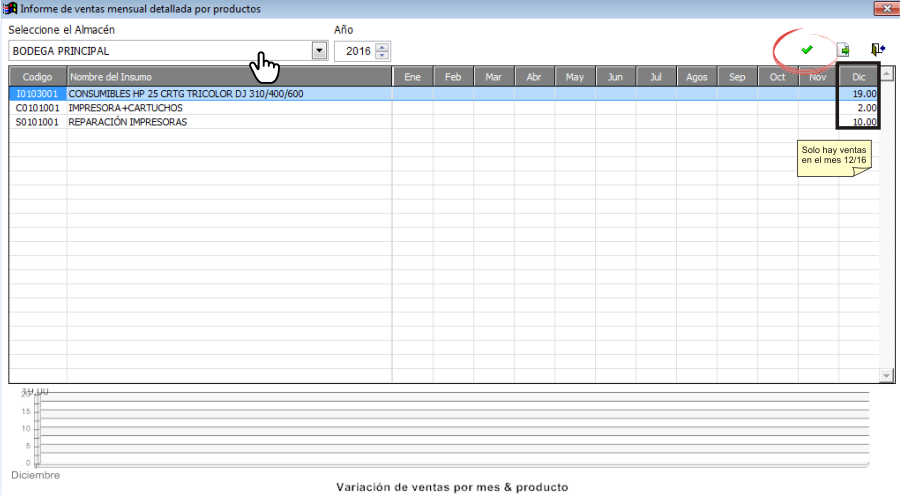 Informe de ventas mensual detallada por productos
Seleccione el Almacén Año
BODEGA PRINCIPAL 2016
Codigo Nombre del Insumo Ene Feb Mar Abr May Jun Jul Agos Sep Oct Nov Dic
I0103001 CONSUMIBLES HP 25 CRTG TRICOLOR DJ 310/400/600 19.00
C0101001 IMPRESORA+CARTUCHOS 2.00
S0101001 REPARACIÓN IMPRESORAS 10.00
Solo hay ventas
en el mes 12/16
19.00
20
15
10
5
0
Diciembre
Variación de ventas por mes & producto